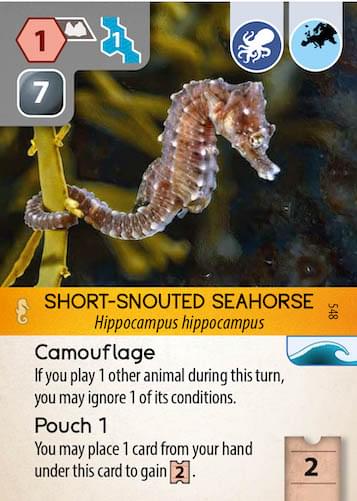 1
1
7
SHORT-SNOUTED SEAHORSE
Hippocampus hippocampus
548
Camouflage
If you play 1 other animal during this turn,
you may ignore 1 of its conditions.
Pouch 1
You may place 1 card from your hand
under this card to gain 2 .
2